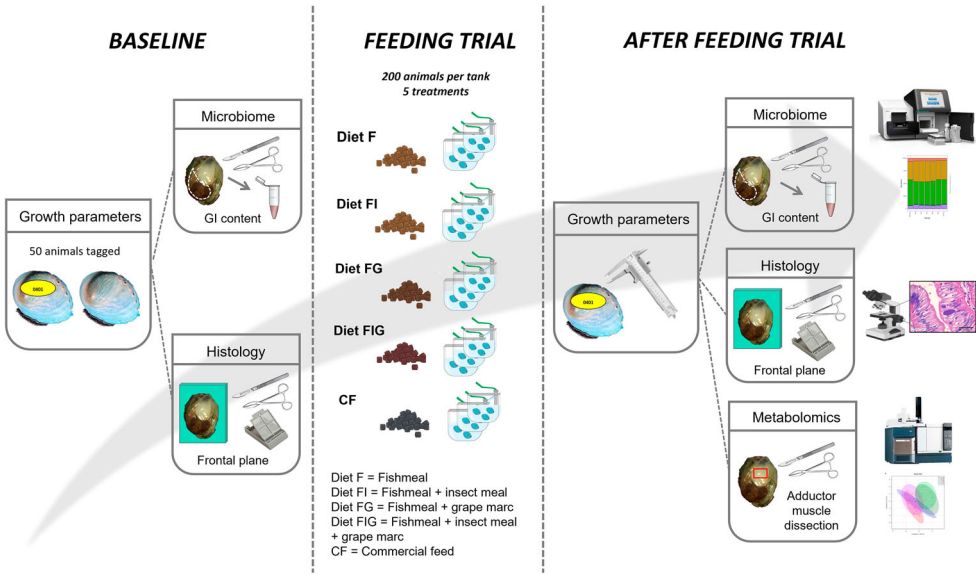 BASELINE
Growth parameters
50 animals tagged
0401
Microbiome
GI content
Histology
Frontal plane
FEEDING TRIAL
200 animals per tank
5 treatments
Diet F
Diet FI
Diet FG
Diet FIG
CF
Diet F = Fishmeal
Diet FI = Fishmeal + insect meal
Diet FG = Fishmeal + grape marc
Diet FIG = Fishmeal + insect meal
+ grape marc
CF = Commercial feed
AFTER FEEDING TRIAL
Growth parameters
0401
Microbiome
GI content
Histology
Frontal plane
Metabolomics
Adductor
muscle
dissection